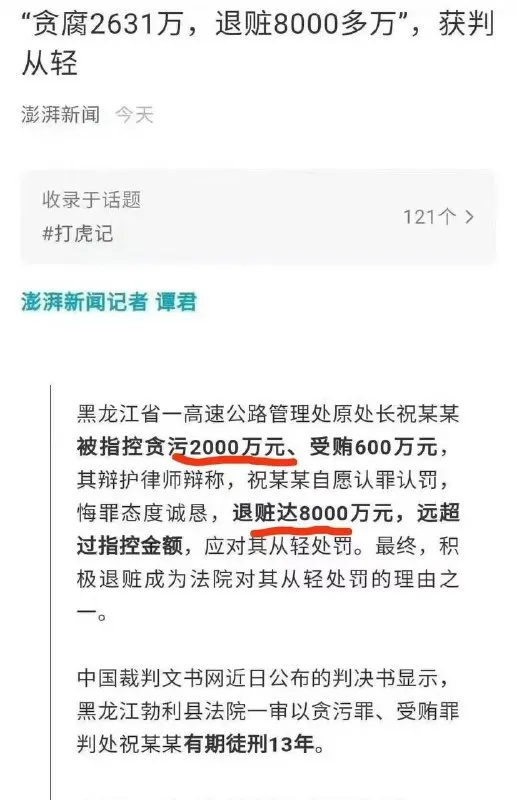 “贪腐2631万，退赃8000多万”，获判
从轻
澎湃新闻 今天
收录于话题
#打虎记
121个 >
澎湃新闻记者 谭君
黑龙江省一高速公路管理处原处长祝某某
被指控贪污2000万元、受贿600万元，
其辩护律师辩称，祝某某自愿认罪认罚，
悔罪态度诚恳，退赃达8000万元，远超
过指控金额，应对其从轻处罚。最终，积
极退赃成为法院对其从轻处罚的理由之
一。
中国裁判文书网近日公布的判决书显示，
黑龙江勃利县法院一审以贪污罪、受贿罪
判处祝某某有期徒刑13年。